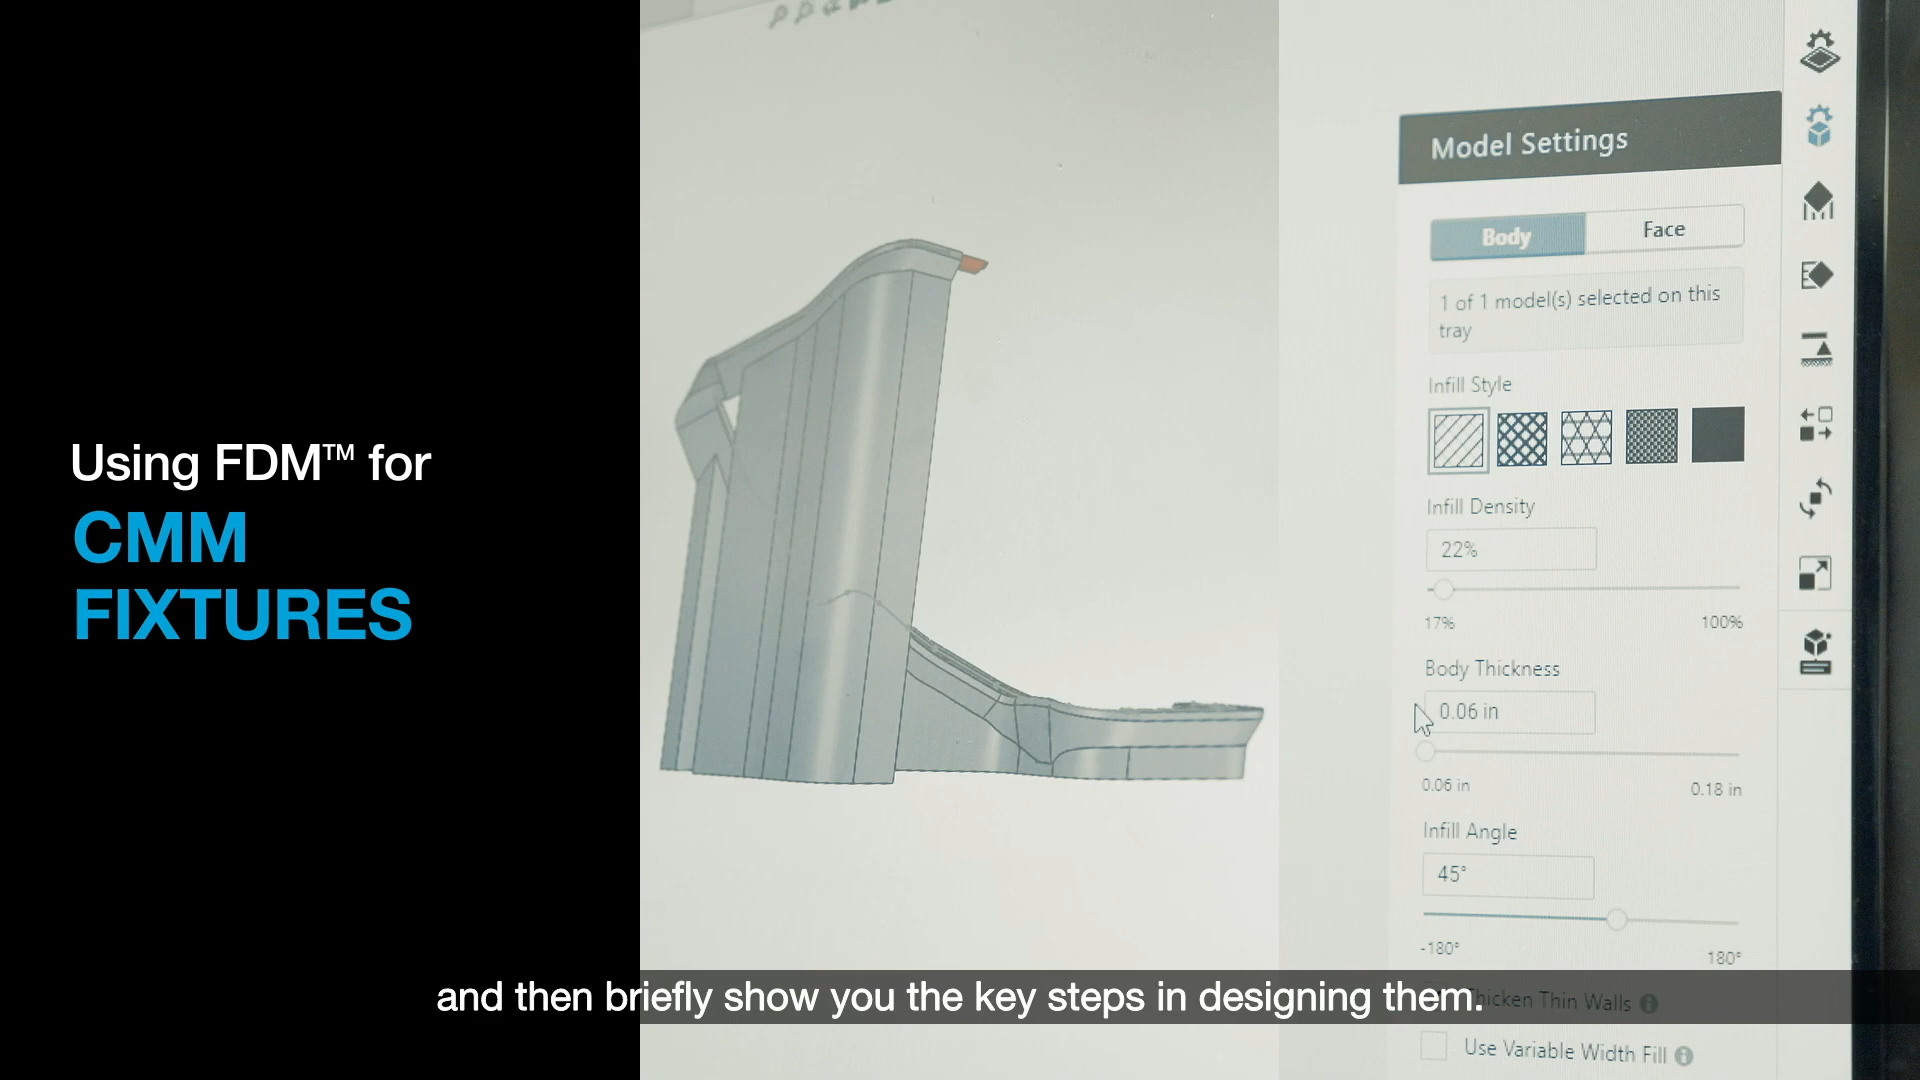 Using FDM™ for
CMM
FIXTURES
Model Settings
Body
Face
1 of 1 model(s) selected on this
tray
Infill Style
Infill Density
22%
17%
100%
Body Thickness
0.06 in
0.06 in
0.18 in
Infill Angle
45°
-180°
180°
and then briefly show you the key steps in designing them.
Thicken Thin Walls
Use Variable Width Fill